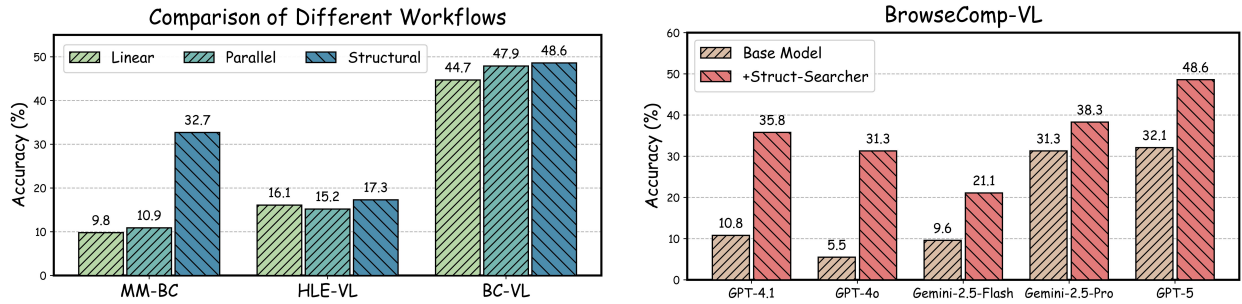 Comparison of Different Workflows
Linear Parallel Structural
Accuracy (%)
50
40
30
20
10
0
9.8 10.9 32.7
16.1 15.2 17.3
44.7 47.9 48.6
MM-BC HLE-VL BC-VL
BrowseComp-VL
Base Model
+Struct-Searcher
Accuracy (%)
60
50
40
30
20
10
0
10.8 35.8
5.5 31.3
9.6 21.1
31.3 38.3
32.1 48.6
GPT-4.1 GPT-4o Gemini-2.5-Flash Gemini-2.5-Pro GPT-5